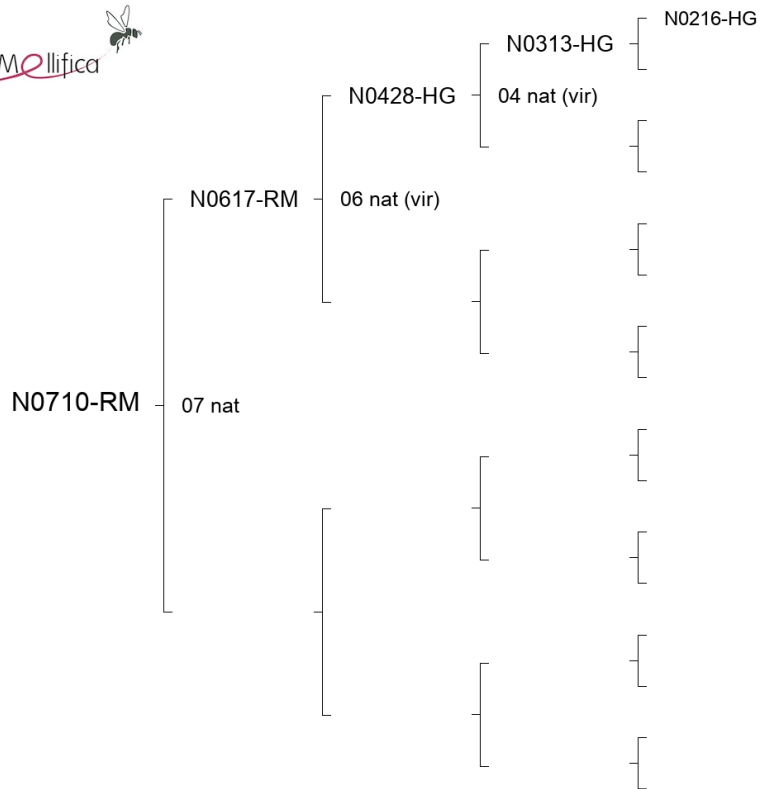 Mellifica
N0216-HG
N0313-HG
N0428-HG
04 nat (vir)
N0617-RM
06 nat (vir)
N0710-RM
07 nat